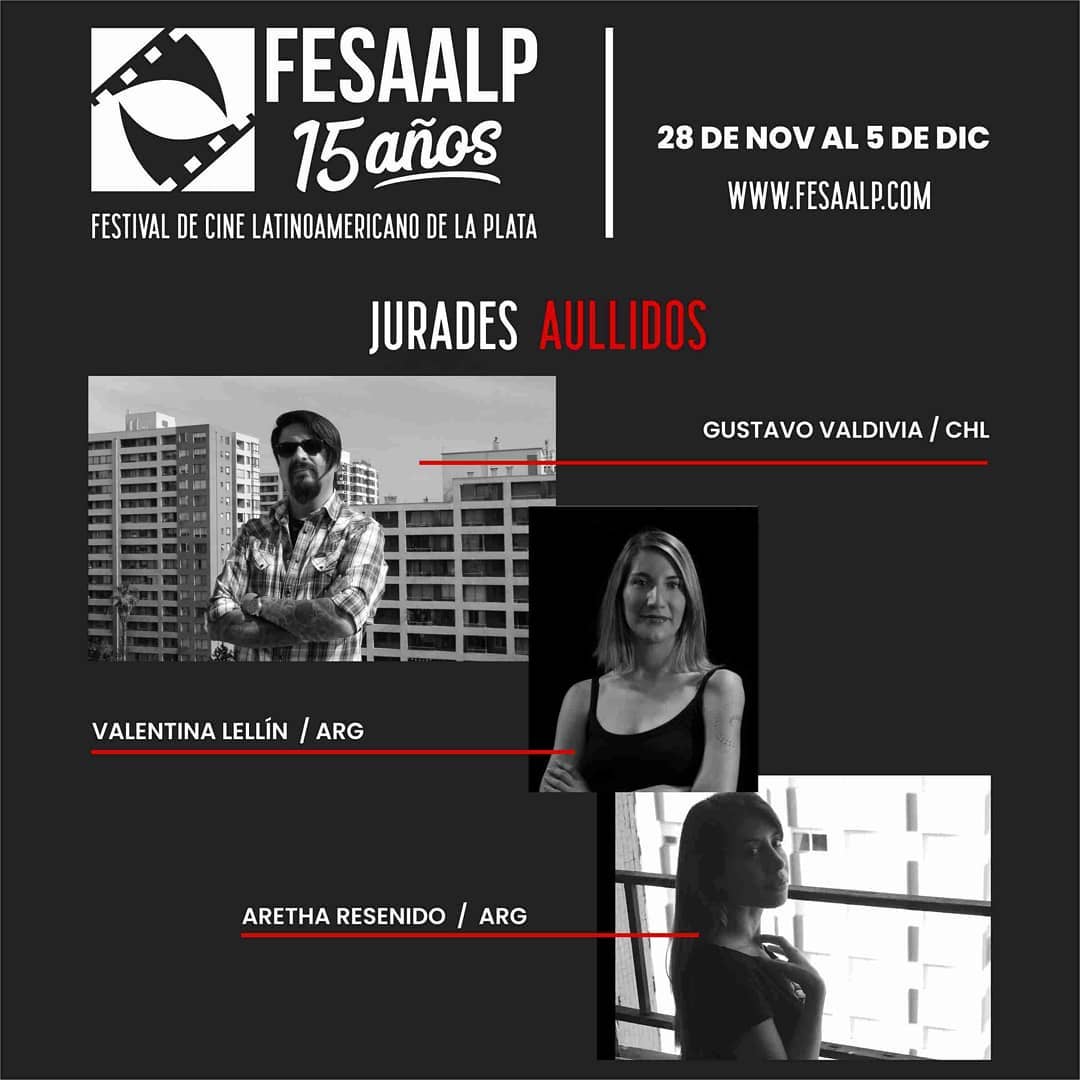 FESAALP
15 años
FESTIVAL DE CINE LATINOAMERICANO DE LA PLATA
28 DE NOV AL 5 DE DIC
WWW.FESAALP.COM
JURADES AULLIDOS
GUSTAVO VALDIVIA / CHL
VALENTINA LELLÍN / ARG
ARETHA RESENIDO / ARG